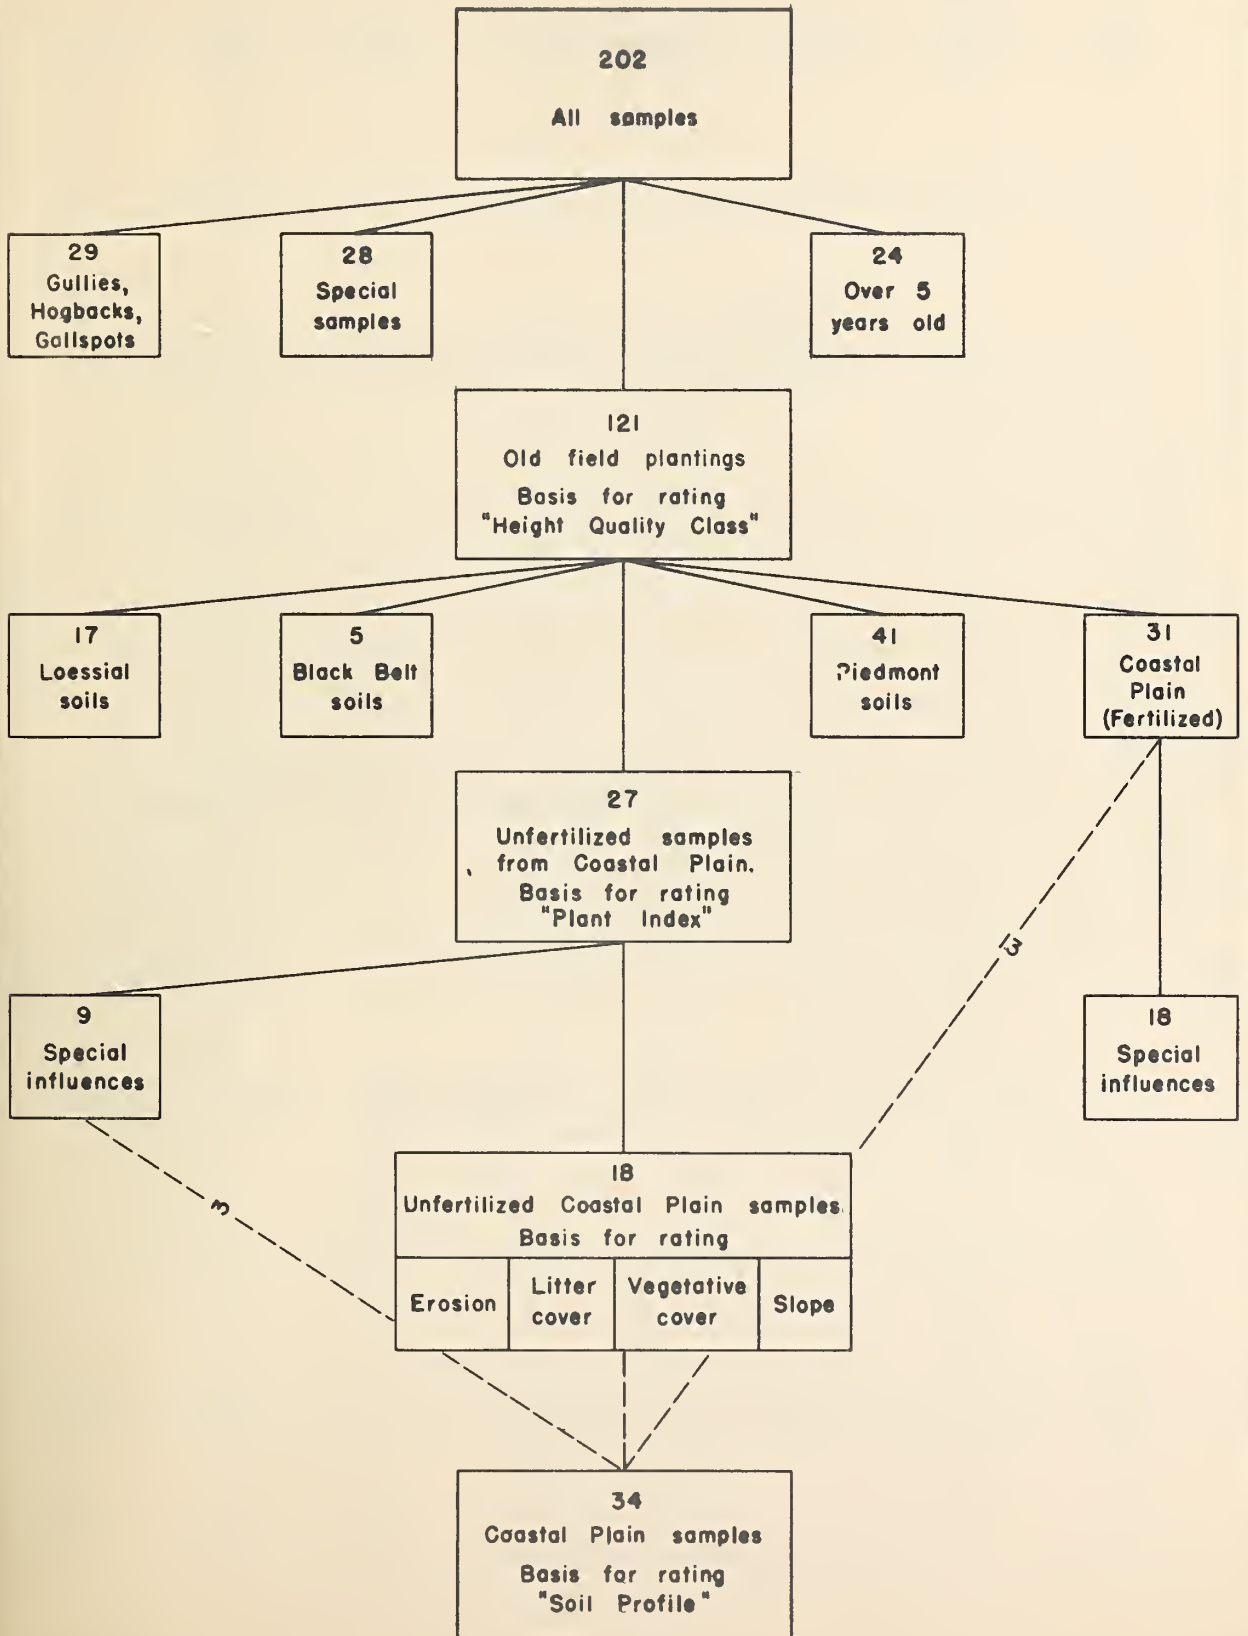 202
All samples
29
Gullies,
Hogbacks,
Gallspots
28
Special
samples
24
Over 5
years old
121
Old field plantings
Basis for rating
"Height Quality Class"
17
Loessial
soils
5
Black Belt
soils
41
Piedmont
soils
31
Coastal
Plain
(Fertilized)
27
Unfertilized samples
from Coastal Plain.
Basis for rating
"Plant Index"
13
9
Special
influences
18
Special
influences
3
18
Unfertilized Coastal Plain samples.
Basis for rating
Erosion
Litter
cover
Vegetative
cover
Slope
34
Coastal Plain samples
Basis for rating
"Soil Profile"